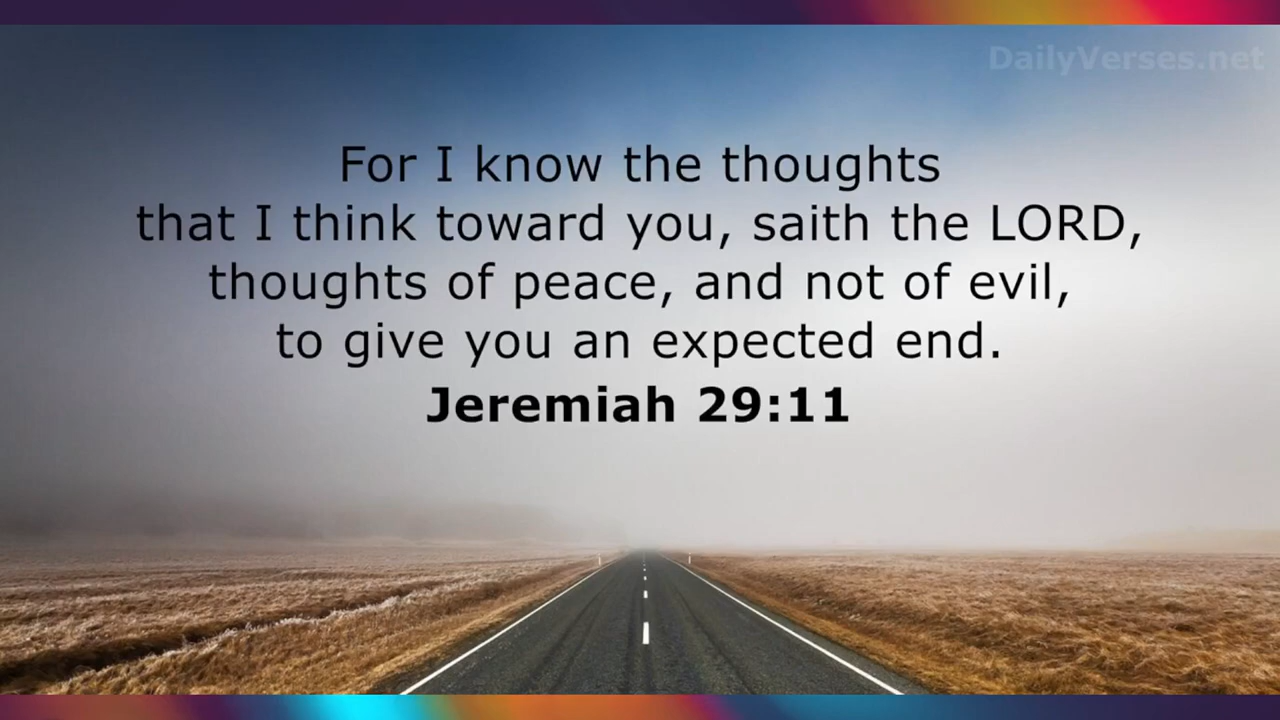 DailyVerses.net
For I know the thoughts
that I think toward you, saith the LORD,
thoughts of peace, and not of evil,
to give you an expected end.
Jeremiah 29:11